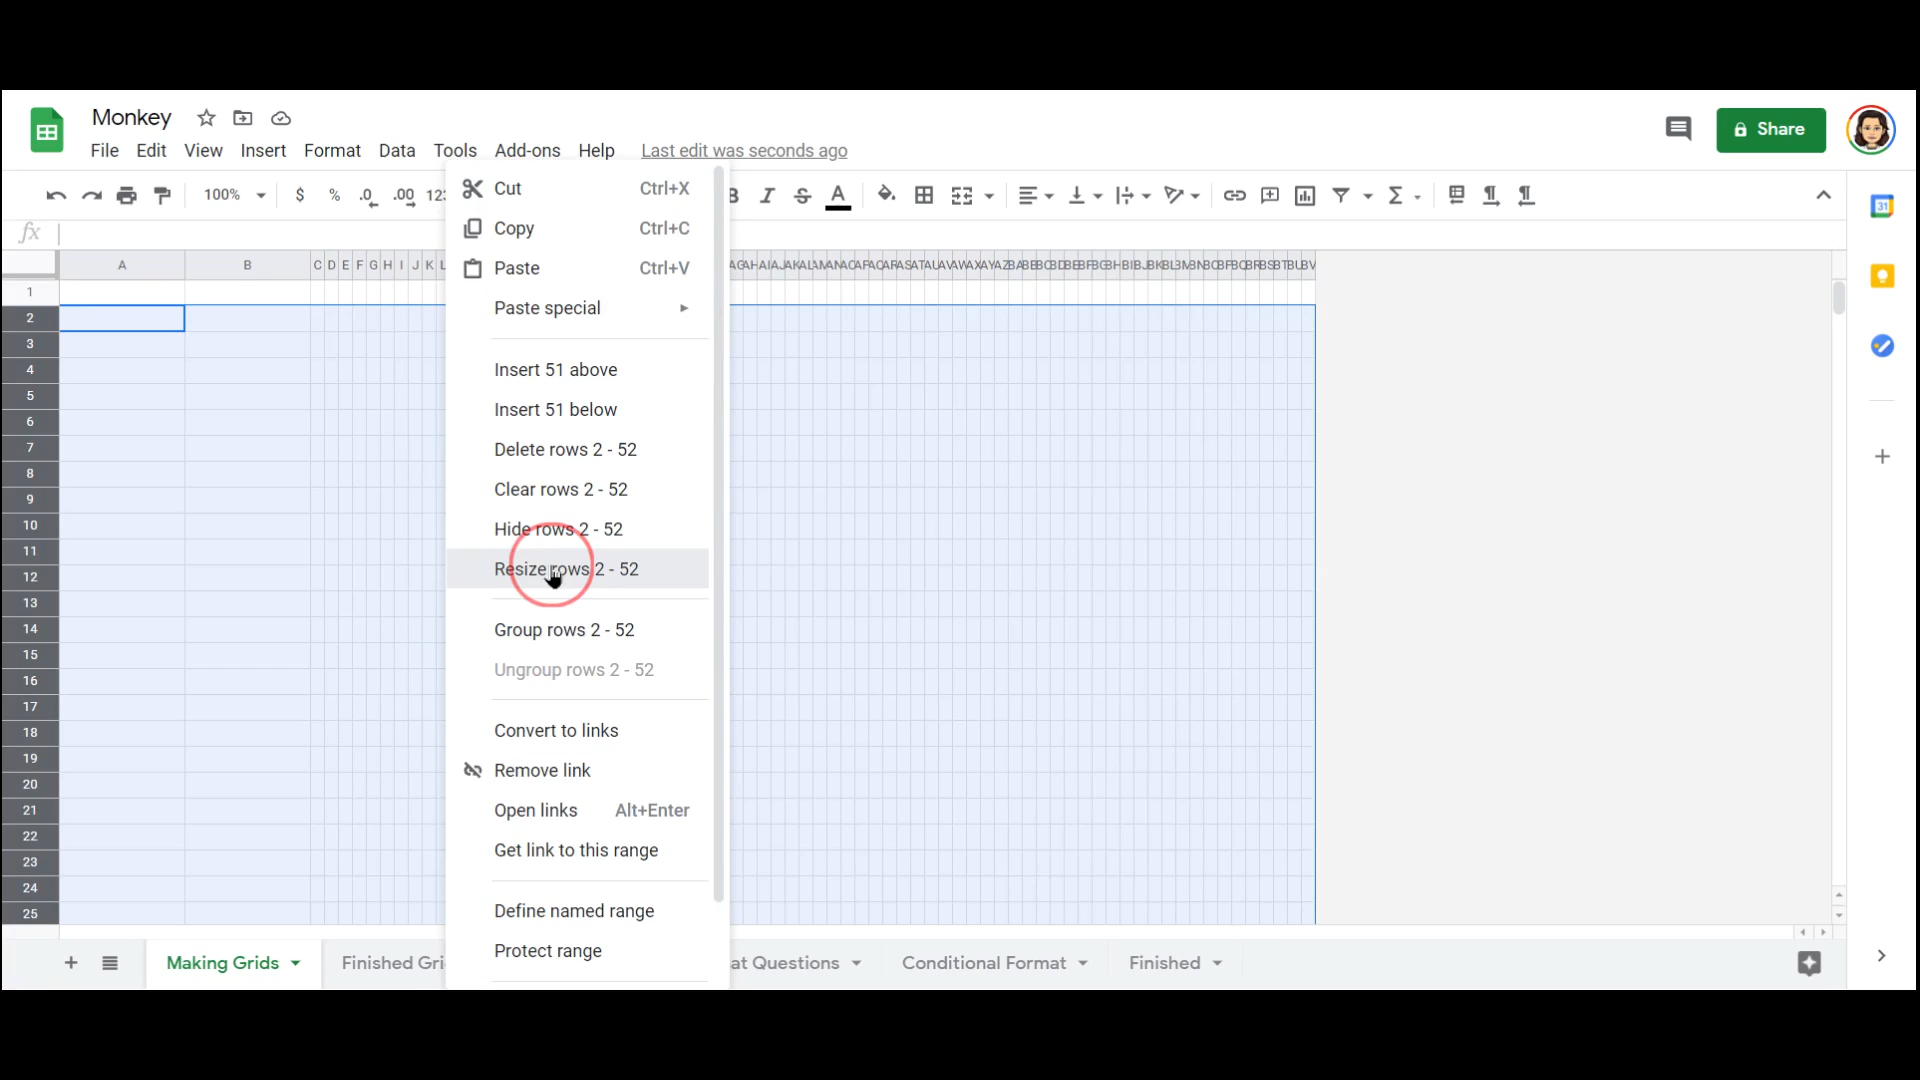 Monkey
File Edit View Insert Format Data Tools Add-ons Help Last edit was seconds ago
Share
100% $ % .0 .00 123 B I S A
fx
A B C D E F G H I J K L
1
2
3
4
5
6
7
8
9
10
11
12
13
14
15
16
17
18
19
20
21
22
23
24
25
Cut Ctrl+X
Copy Ctrl+C
Paste Ctrl+V
Paste special
Insert 51 above
Insert 51 below
Delete rows 2 - 52
Clear rows 2 - 52
Hide rows 2 - 52
Resize rows 2 - 52
Group rows 2 - 52
Ungroup rows 2 - 52
Convert to links
Remove link
Open links Alt+Enter
Get link to this range
Define named range
Protect range
31
Making Grids Finished Gri at Questions Conditional Format Finished